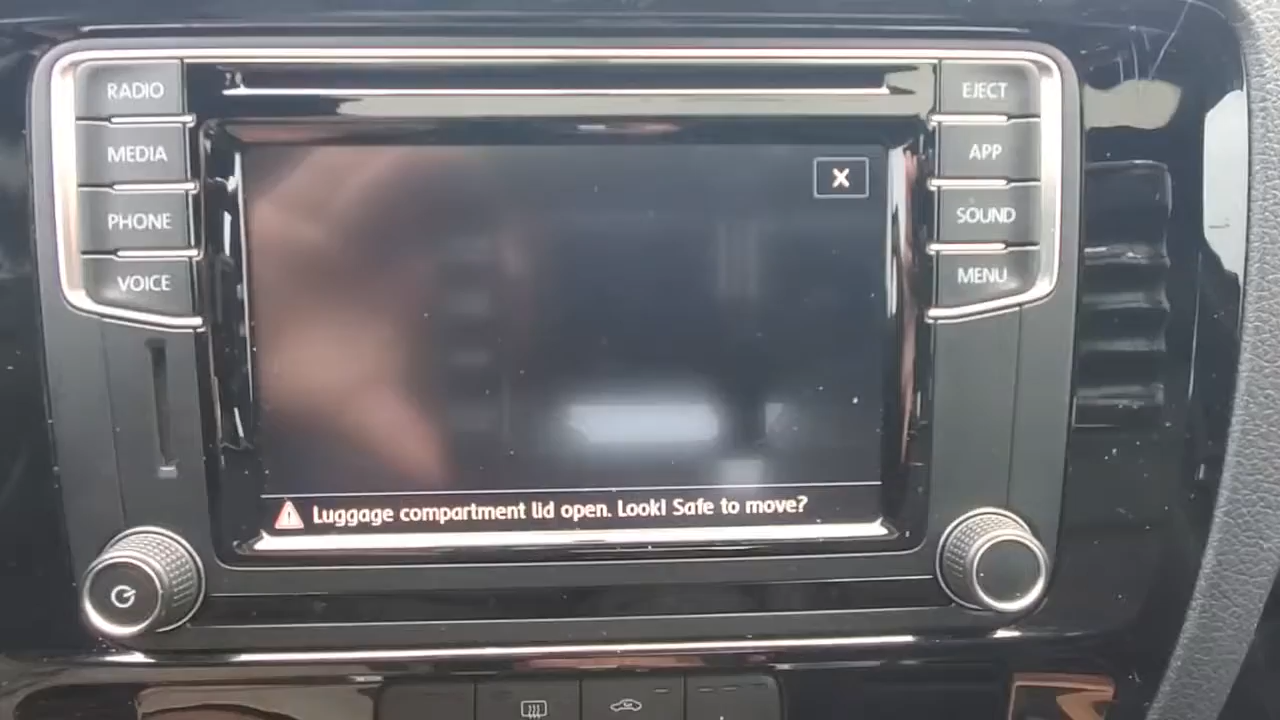 RADIO
MEDIA
PHONE
VOICE
EJECT
APP
SOUND
MENU
X
Luggage compartment lid open. Look! Safe to move?